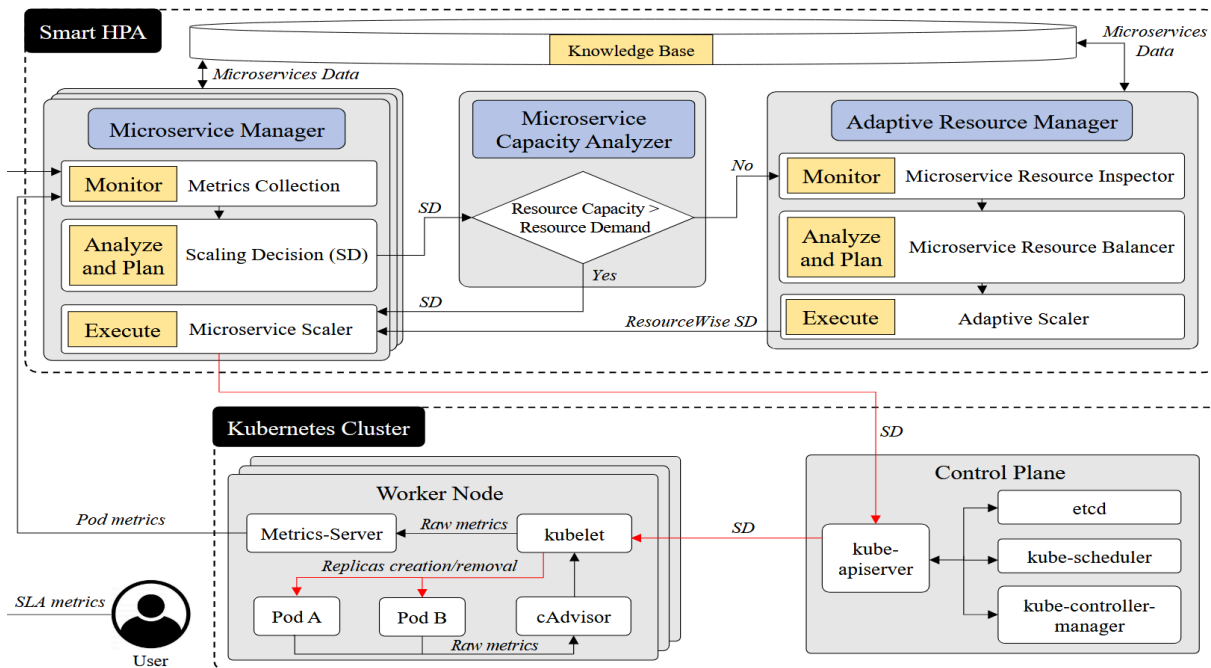 Smart HPA
Knowledge Base
Microservices
Data
Microservices Data
Microservice Manager
Monitor
Metrics Collection
Analyze
and Plan
Scaling Decision (SD)
Execute
Microservice Scaler
SD
Microservice
Capacity Analyzer
Resource Capacity >
Resource Demand
No
Yes
SD
Adaptive Resource Manager
Monitor
Microservice Resource Inspector
Analyze
and Plan
Microservice Resource Balancer
Execute
Adaptive Scaler
ResourceWise SD
Kubernetes Cluster
SD
Worker Node
Metrics-Server
Raw metrics
kubelet
Pod metrics
Replicas creation/removal
Pod A
Pod B
cAdvisor
Raw metrics
SD
Control Plane
kube-
apiserver
etcd
kube-scheduler
kube-controller-
manager
SLA metrics
User